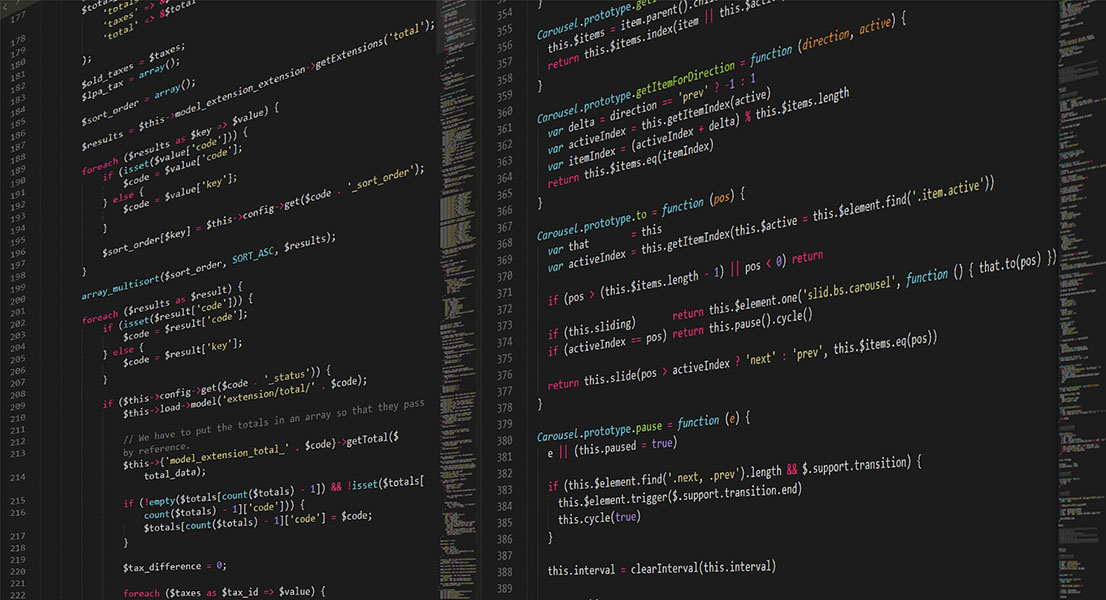 177
'totals
'taxes' => &$taxes
'total' => &$total
178
179
);
180
181
$old_taxes = $taxes;
182
$lpa_tax = array();
183
184
$sort_order = array();
185
186
$results = $this->model_extension_extension->getExtensions('total');
187
188
foreach ($results as $key => $value) {
189
if (isset($value['code'])) {
190
$code = $value['code'];
191
} else {
192
$code = $value['key'];
193
}
194
195
$sort_order[$key] = $this->config->get($code . '_sort_order');
196
}
197
198
array_multisort($sort_order, SORT_ASC, $results);
199
200
foreach ($results as $result) {
201
if (isset($result['code'])) {
202
$code = $result['code'];
203
} else {
204
$code = $result['key'];
205
}
206
207
if ($this->config->get($code . '_status')) {
208
$this->load->model('extension/total/' . $code);
209
210
// We have to put the totals in an array so that they pass
211
by reference.
212
$this->{'model_extension_total_' . $code}->getTotal($
213
total_data);
214
if (!empty($totals[count($totals) - 1]) && !isset($totals[
215
count($totals) - 1]['code'])) {
216
$totals[count($totals) - 1]['code'] = $code;
217
}
218
219
$tax_difference = 0;
220
221
foreach ($taxes as $tax_id => $value) {
222
354
355
Carousel.prototype.getI
356
this.$items = item.parent().chi
357
return this.$items.index(item || this.$acti
358
}
359
360
Carousel.prototype.getItemForDirection = function (direction, active) {
361
var delta = direction == 'prev' ? -1 : 1
362
var activeIndex = this.getItemIndex(active)
363
var itemIndex = (activeIndex + delta) % this.$items.length
364
return this.$items.eq(itemIndex)
365
}
366
367
Carousel.prototype.to = function (pos) {
368
var that = this
369
var activeIndex = this.getItemIndex(this.$active = this.$element.find('.item.active'))
370
371
if (pos > (this.$items.length - 1) || pos < 0) return
372
373
if (this.sliding) return this.$element.one('slid.bs.carousel', function () { that.to(pos) })
374
if (activeIndex == pos) return this.pause().cycle()
375
376
return this.slide(pos > activeIndex ? 'next' : 'prev', this.$items.eq(pos))
377
}
378
379
Carousel.prototype.pause = function (e) {
380
e || (this.paused = true)
381
382
if (this.$element.find('.next, .prev').length && $.support.transition) {
383
this.$element.trigger($.support.transition.end)
384
this.cycle(true)
385
}
386
387
this.interval = clearInterval(this.interval)
388
389